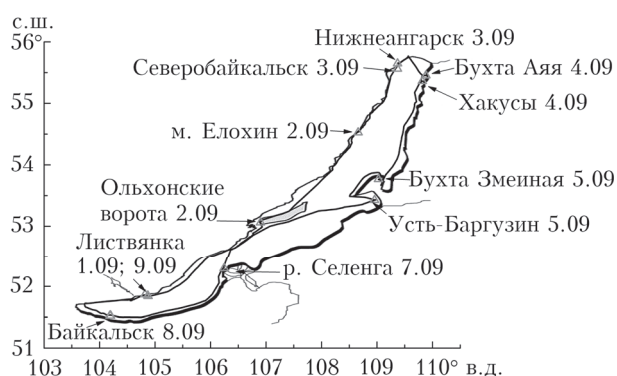 с.ш.
56°
Нижнеангарск 3.09
Северобайкальск 3.09
Бухта Аяя 4.09
Хакусы 4.09
55
м. Елохин 2.09
54
Бухта Змеиная 5.09
Ольхонские
ворота 2.09
53
Усть-Баргузин 5.09
Листвянка
1.09; 9.09
52
р. Селенга 7.09
Байкальск 8.09
51
103 104 105 106 107 108 109 110° в.д.